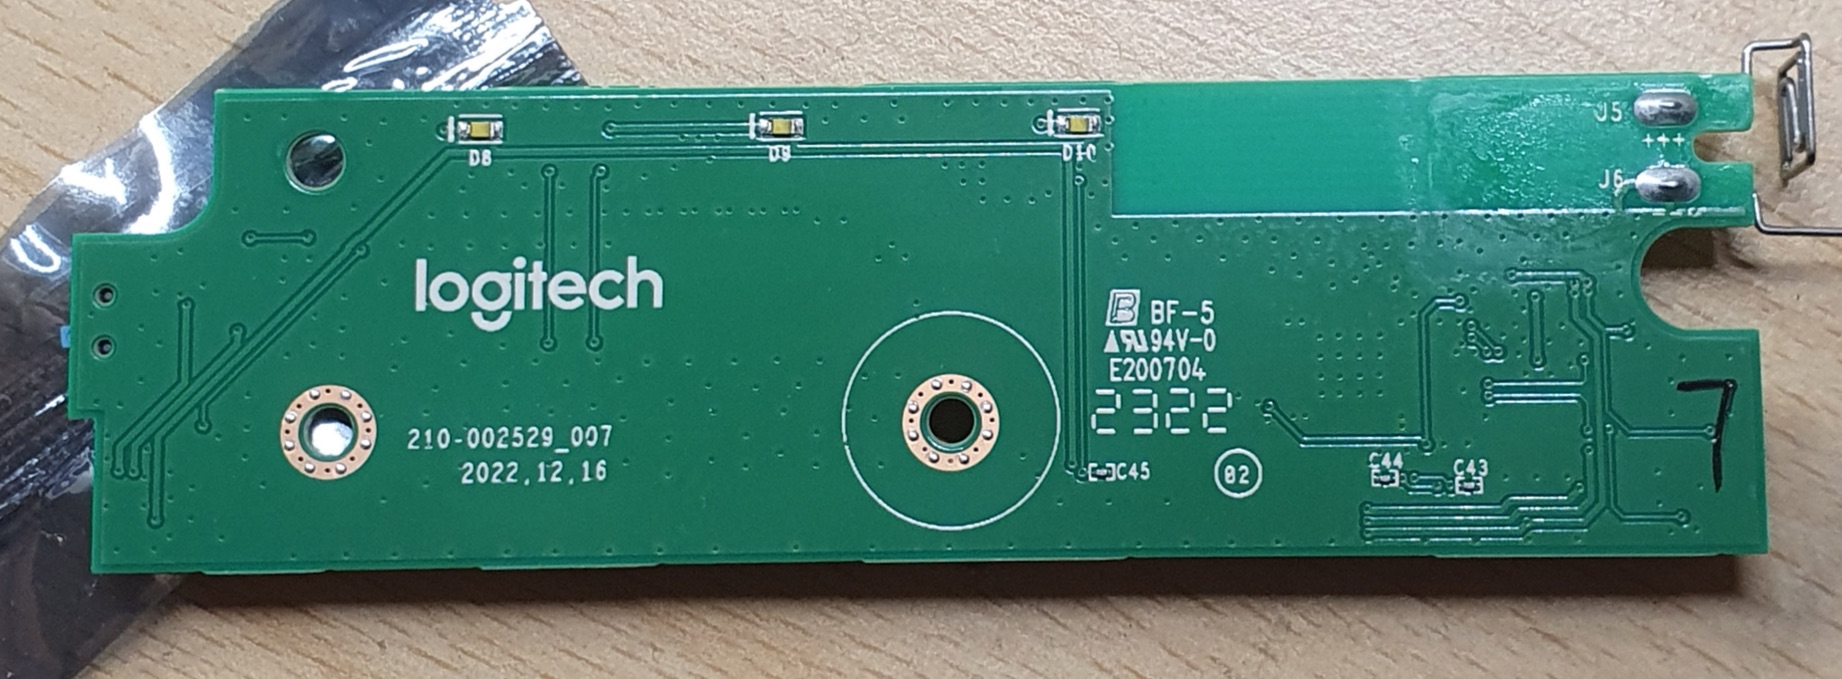 J5
+++
J6
D8
D9
D10
logitech
B BF-5
94V-0
E200704
2322
210-002529_007
2022.12.16
C45
02
C44
C43
7